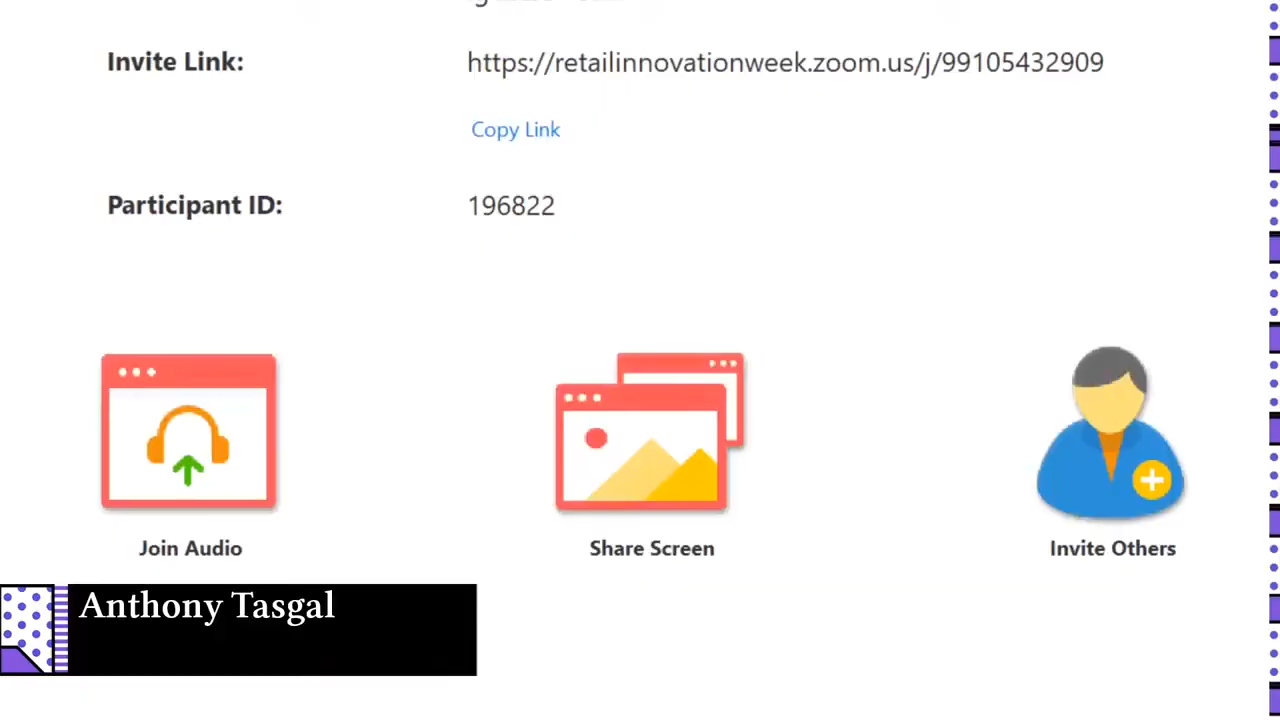 Invite Link: https://retailinnovationweek.zoom.us/j/99105432909
Copy Link
Participant ID: 196822
Join Audio Share Screen Invite Others
Anthony Tasgal